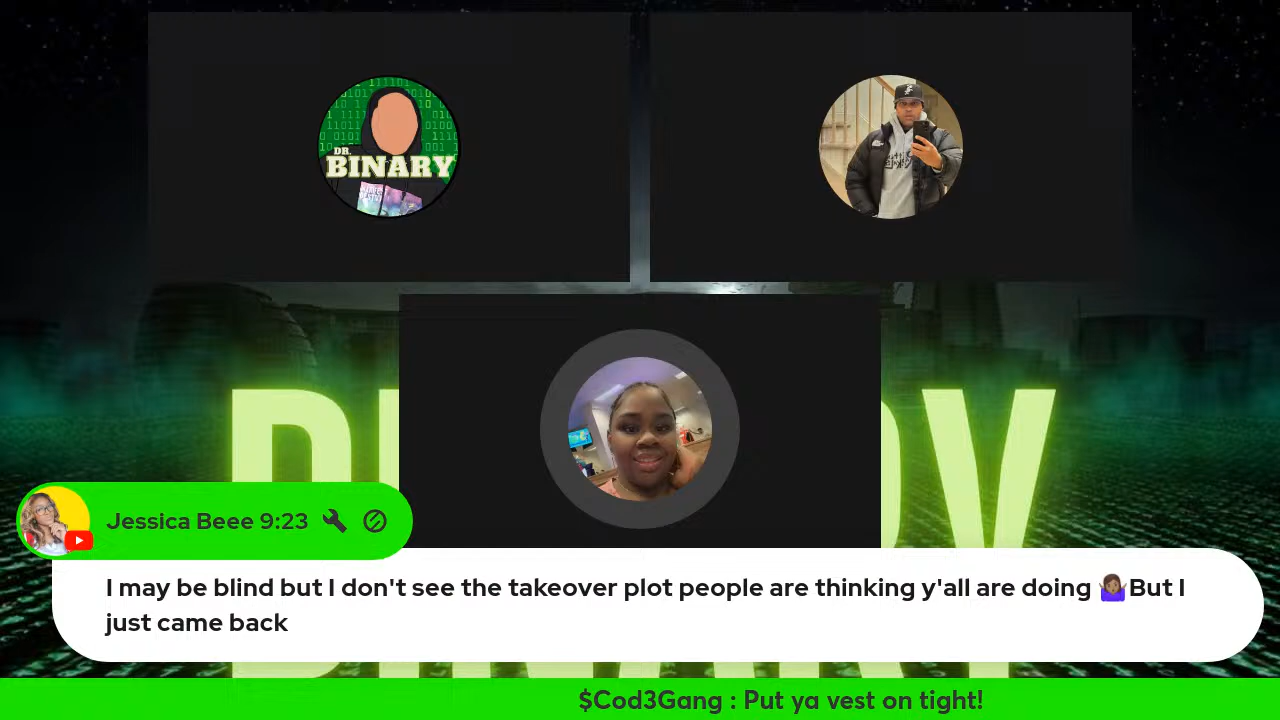 DR.
BINARY
BINARY
Jessica Beee 9:23
I may be blind but I don't see the takeover plot people are thinking y'all are doing 🤷🏽‍♀️But I
just came back
$Cod3Gang : Put ya vest on tight!